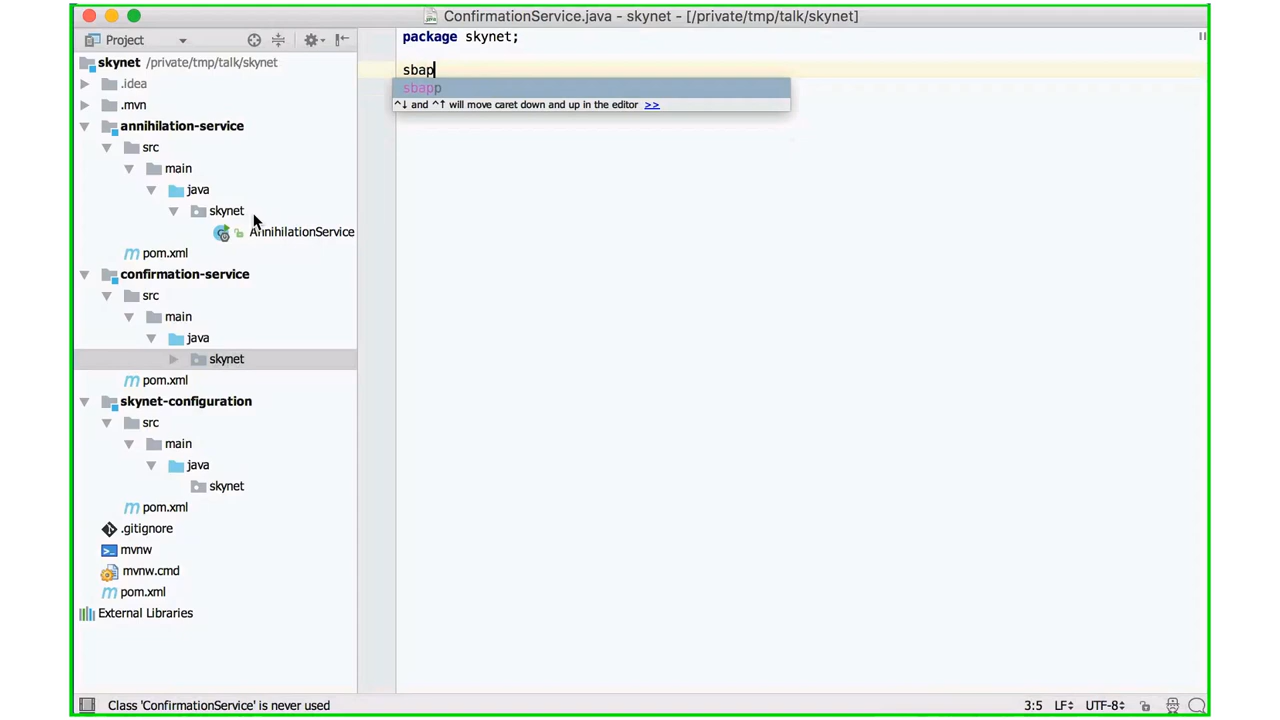 ConfirmationService.java - skynet - [/private/tmp/talk/skynet]
Project
skynet /private/tmp/talk/skynet
.idea
.mvn
annihilation-service
src
main
java
skynet
AnnihilationService
pom.xml
confirmation-service
src
main
java
skynet
pom.xml
skynet-configuration
src
main
java
skynet
pom.xml
.gitignore
mvnw
mvnw.cmd
pom.xml
External Libraries
package skynet;
sbap
sbapp
^↓ and ^↑ will move caret down and up in the editor >>
Class 'ConfirmationService' is never used
3:5 LF÷ UTF-8÷